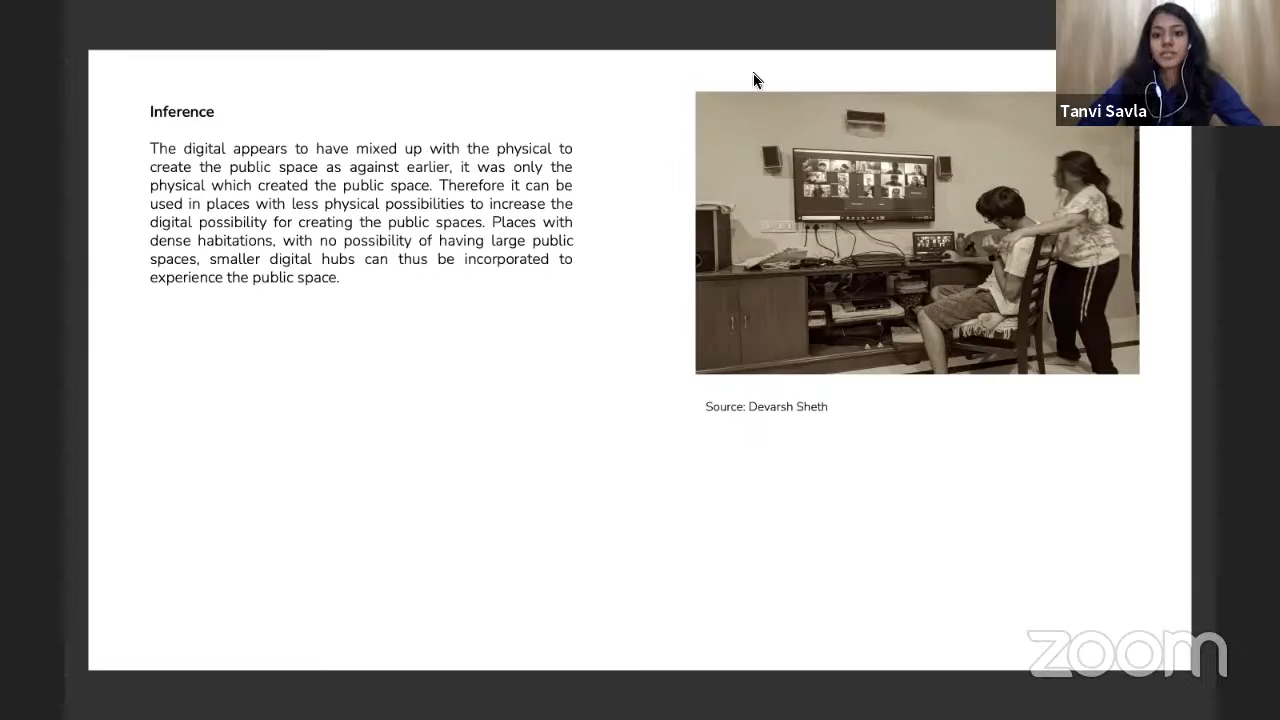 Inference
The digital appears to have mixed up with the physical to
create the public space as against earlier, it was only the
physical which created the public space. Therefore it can be
used in places with less physical possibilities to increase the
digital possibility for creating the public spaces. Places with
dense habitations, with no possibility of having large public
spaces, smaller digital hubs can thus be incorporated to
experience the public space.
Tanvi Savla
Source: Devarsh Sheth
zoom